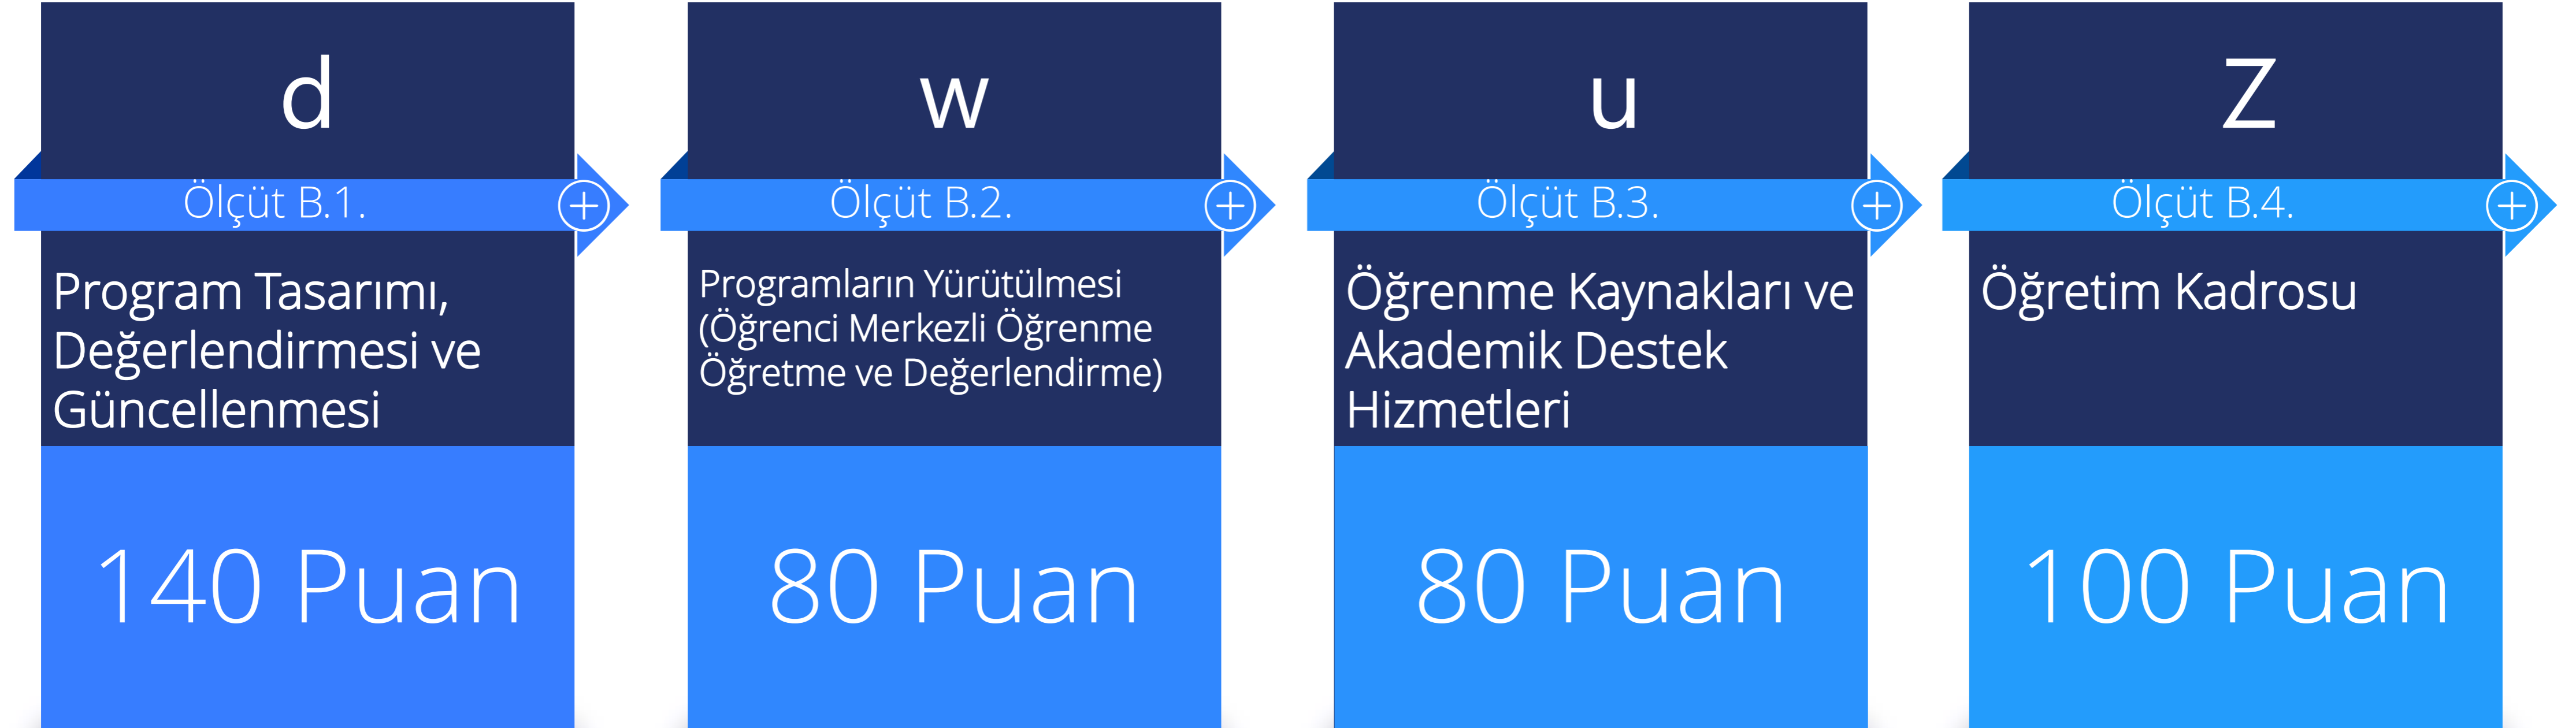 d
Ölçüt B.1.
Program Tasarımı,
Değerlendirmesi ve
Güncellenmesi
140 Puan
w
Ölçüt B.2.
Programların Yürütülmesi
(Öğrenci Merkezli Öğrenme
Öğretme ve Değerlendirme)
80 Puan
u
Ölçüt B.3.
Öğrenme Kaynakları ve
Akademik Destek
Hizmetleri
80 Puan
Z
Ölçüt B.4.
Öğretim Kadrosu
100 Puan